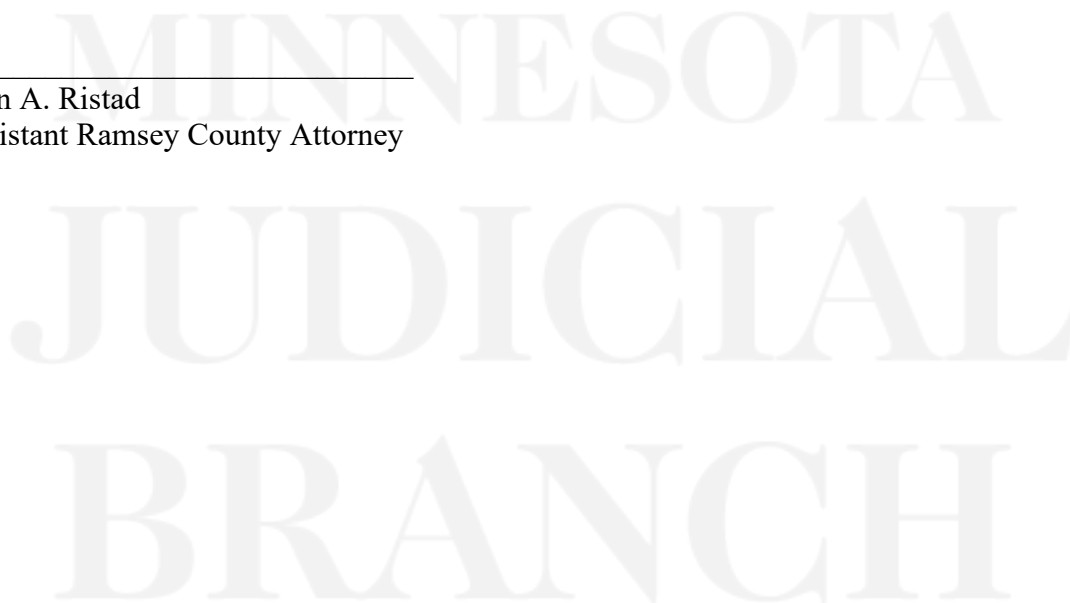 MINNESOTA
n A. Ristad
istant Ramsey County Attorney
JUDICIAL
BRANCH